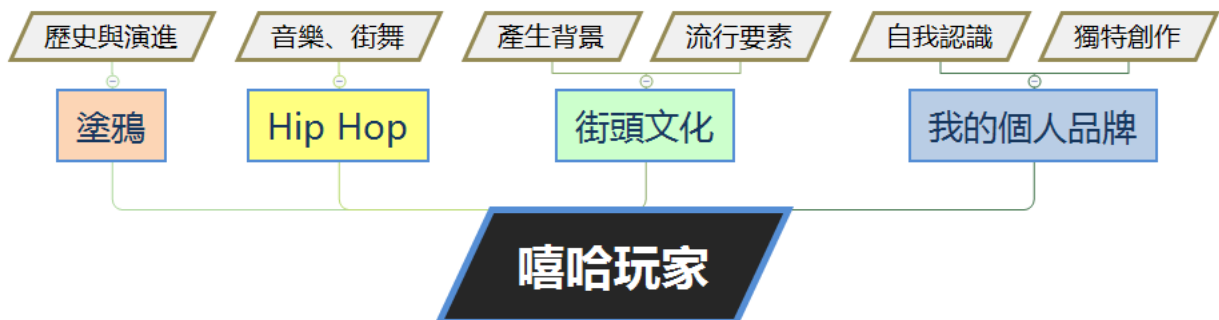 歷史與演進
音樂、街舞
產生背景
流行要素
自我認識
獨特創作
塗鴉
Hip Hop
街頭文化
我的個人品牌
嘻哈玩家